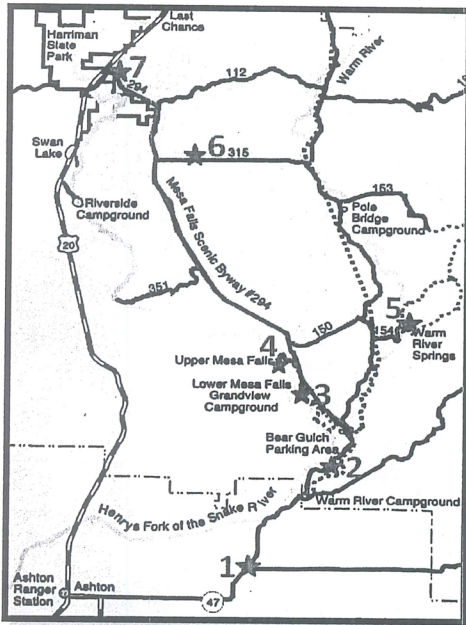 Last
Chance
Harriman
State
Park
7
294
112
Warm River
Swan
Lake
6
315
Riverside
Campground
163
Pole
Bridge
Campground
20
Mesa Falls Scenic Byway #294
351
150
5
154
Warm
River
Springs
4
Upper Mesa Falls
Lower Mesa Falls
Grandview
Campground
3
Bear Gulch
Parking Area
2
Warm River Campground
Henrys Fork of the Snake River
1
Ashton
Ranger
Station
Ashton
47